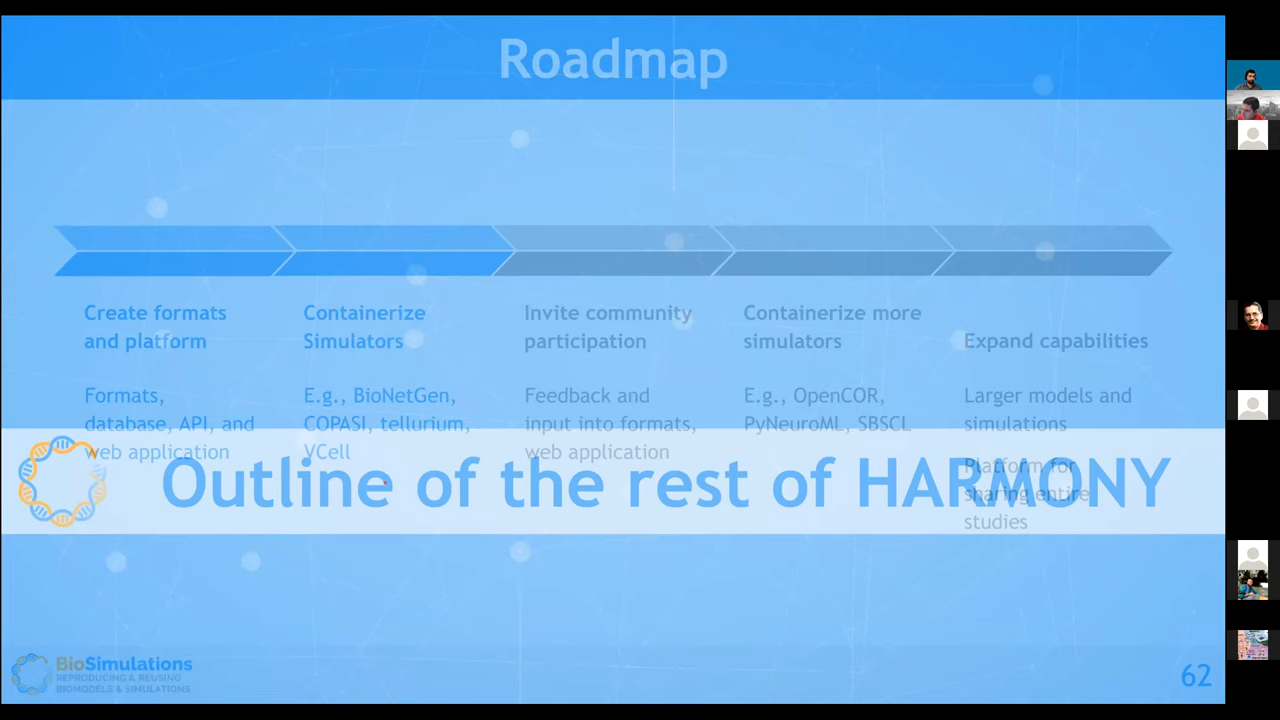 Roadmap
Create formats
and platform
Formats,
database, API, and
web application
Containerize
Simulators
E.g., BioNetGen,
COPASI, tellurium,
VCell
Invite community
participation
Feedback and
input into formats,
web application
Containerize more
simulators
E.g., OpenCOR,
PyNeuroML, SBSCL
Expand capabilities
Larger models and
simulations
Platform for
sharing entire
studies
Outline of the rest of HARMONY
BioSimulations
REPRODUCING & REUSING
BIOMODELS & SIMULATIONS
62